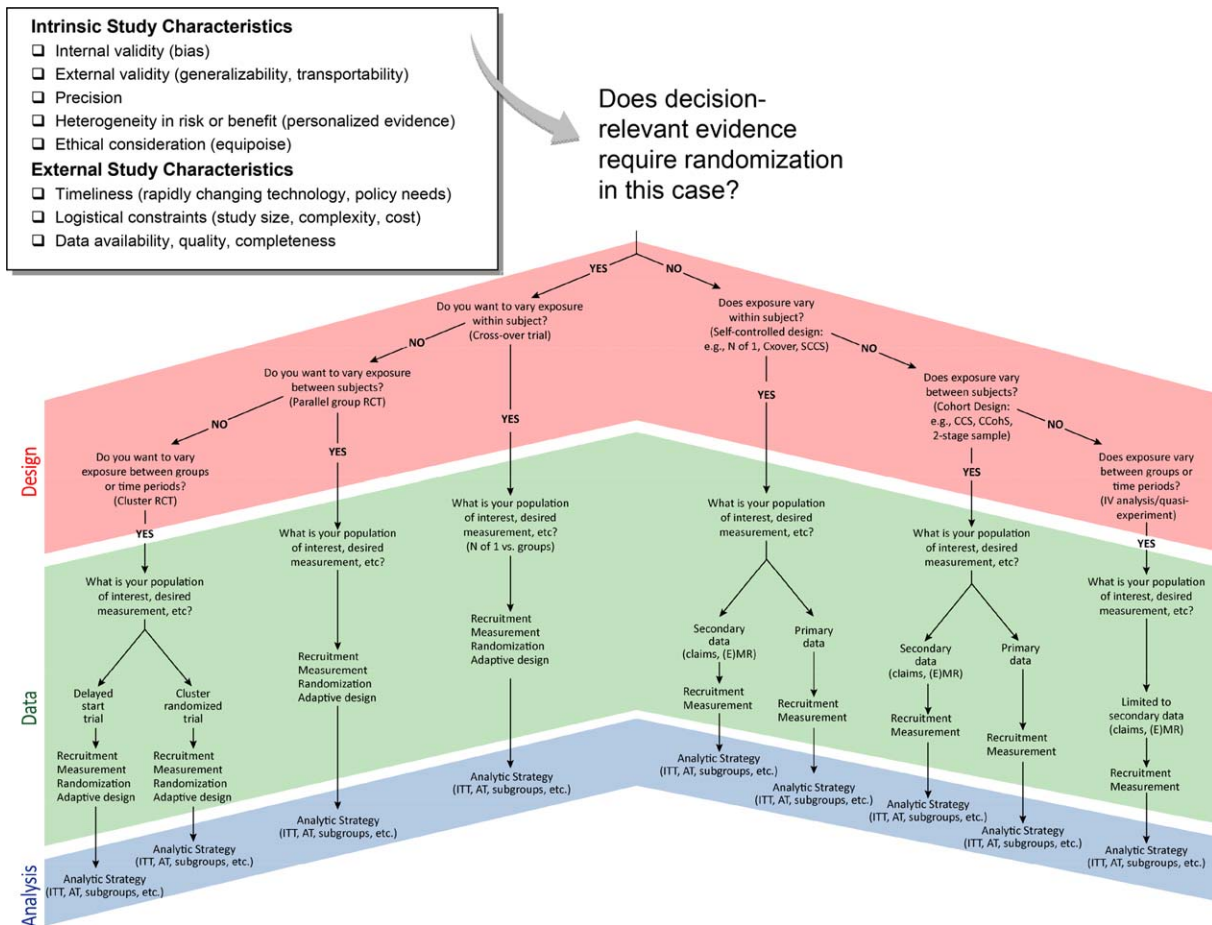 Intrinsic Study Characteristics
❑ Internal validity (bias)
❑ External validity (generalizability, transportability)
❑ Precision
❑ Heterogeneity in risk or benefit (personalized evidence)
❑ Ethical consideration (equipoise)
External Study Characteristics
❑ Timeliness (rapidly changing technology, policy needs)
❑ Logistical constraints (study size, complexity, cost)
❑ Data availability, quality, completeness
Does decision-
relevant evidence
require randomization
in this case?
YES
NO
Do you want to vary exposure
within subject?
(Cross-over trial)
Does exposure vary
within subject?
(Self-controlled design:
e.g., N of 1, Cxover, SCCS)
NO
NO
Do you want to vary exposure
between subjects?
(Parallel group RCT)
YES
YES
Does exposure vary
between subjects?
(Cohort Design:
e.g., CCS, CCohS,
2-stage sample)
NO
NO
Do you want to vary
exposure between groups
or time periods?
(Cluster RCT)
YES
YES
Does exposure vary
between groups or
time periods?
(IV analysis/quasi-
experiment)
YES
YES
Design
What is your population
of interest, desired
measurement, etc?
What is your population
of interest, desired
measurement, etc?
What is your population
of interest, desired
measurement, etc?
(N of 1 vs. groups)
What is your population
of interest, desired
measurement, etc?
What is your population
of interest, desired
measurement, etc?
What is your population
of interest, desired
measurement, etc?
Delayed
start
trial
Cluster
randomized
trial
Recruitment
Measurement
Randomization
Adaptive design
Recruitment
Measurement
Randomization
Adaptive design
Recruitment
Measurement
Randomization
Adaptive design
Recruitment
Measurement
Randomization
Adaptive design
Secondary
data
(claims, (E)MR)
Primary
data
Recruitment
Measurement
Recruitment
Measurement
Secondary
data
(claims, (E)MR)
Primary
data
Recruitment
Measurement
Recruitment
Measurement
Limited to
secondary data
(claims, (E)MR)
Recruitment
Measurement
Data
Analytic Strategy
(ITT, AT, subgroups, etc.)
Analytic Strategy
(ITT, AT, subgroups, etc.)
Analytic Strategy
(ITT, AT, subgroups, etc.)
Analytic Strategy
(ITT, AT, subgroups, etc.)
Analytic Strategy
(ITT, AT, subgroups, etc.)
Analytic Strategy
(ITT, AT, subgroups, etc.)
Analytic Strategy
(ITT, AT, subgroups, etc.)
Analytic Strategy
(ITT, AT, subgroups, etc.)
Analytic Strategy
(ITT, AT, subgroups, etc.)
Analysis